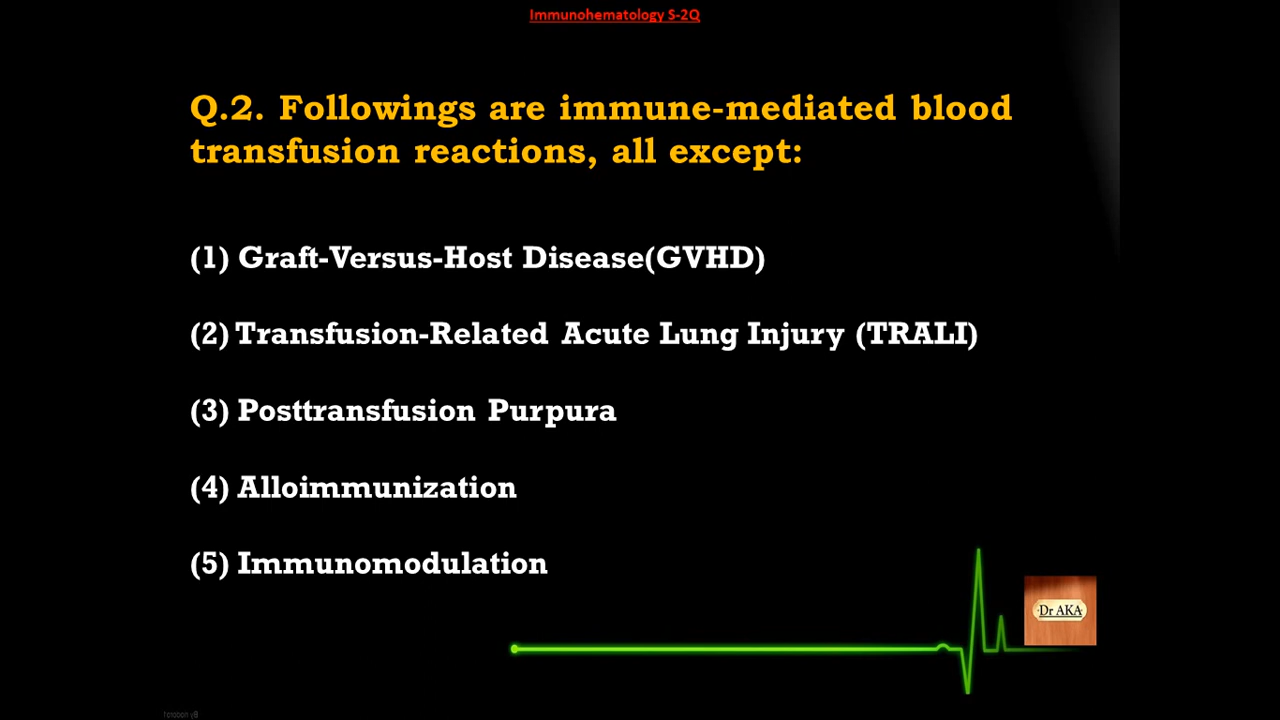 Immunohematology S-2Q
Q.2. Followings are immune-mediated blood
transfusion reactions, all except:
(1) Graft-Versus-Host Disease(GVHD)
(2) Transfusion-Related Acute Lung Injury (TRALI)
(3) Posttransfusion Purpura
(4) Alloimmunization
(5) Immunomodulation
Dr AKA